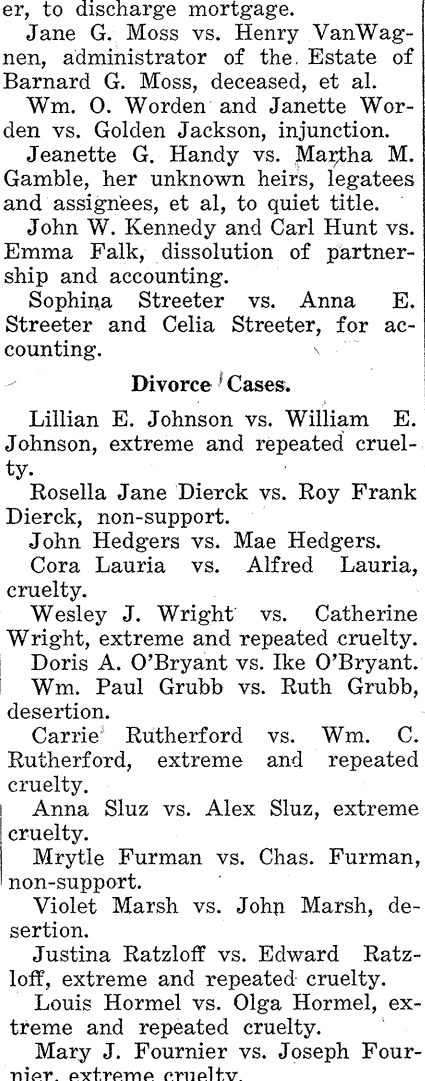 er, to discharge mortgage.
Jane G. Moss vs. Henry VanWag-
nen, administrator of the Estate of
Barnard G. Moss, deceased, et al.
Wm. O. Worden and Janette Wor-
den vs. Golden Jackson, injunction.
Jeanette G. Handy vs. Martha M.
Gamble, her unknown heirs, legatees
and assignees, et al, to quiet title.
John W. Kennedy and Carl Hunt vs.
Emma Falk, dissolution of partner-
ship and accounting.
Sophina Streeter vs. Anna E.
Streeter and Celia Streeter, for ac-
counting.
Divorce Cases.
Lillian E. Johnson vs. William E.
Johnson, extreme and repeated cruel-
ty.
Rosella Jane Dierck vs. Roy Frank
Dierck, non-support.
John Hedgers vs. Mae Hedgers.
Cora Lauria vs. Alfred Lauria,
cruelty.
Wesley J. Wright vs. Catherine
Wright, extreme and repeated cruelty.
Doris A. O'Bryant vs. Ike O'Bryant.
Wm. Paul Grubb vs. Ruth Grubb,
desertion.
Carrie Rutherford vs. Wm. C.
Rutherford, extreme and repeated
cruelty.
Anna Sluz vs. Alex Sluz, extreme
cruelty.
Mrytle Furman vs. Chas. Furman,
non-support.
Violet Marsh vs. John Marsh, de-
sertion.
Justina Ratzloff vs. Edward Ratz-
loff, extreme and repeated cruelty.
Louis Hormel vs. Olga Hormel, ex-
treme and repeated cruelty.
Mary J. Fournier vs. Joseph Four-
nier, extreme cruelty.